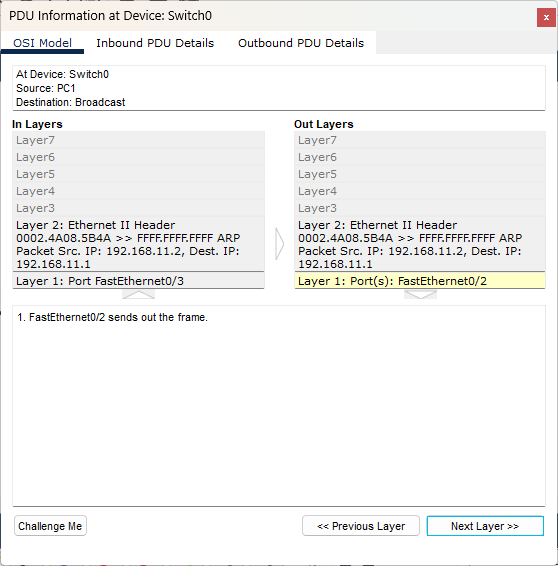 PDU Information at Device: Switch0
x
OSI Model
Inbound PDU Details
Outbound PDU Details
At Device: Switch0
Source: PC1
Destination: Broadcast
In Layers
Layer7
Layer6
Layer5
Layer4
Layer3
Layer 2: Ethernet II Header
0002.4A08.5B4A >> FFFF.FFFF.FFFF ARP
Packet Src. IP: 192.168.11.2, Dest. IP:
192.168.11.1
Layer 1: Port FastEthernet0/3
Out Layers
Layer7
Layer6
Layer5
Layer4
Layer3
Layer 2: Ethernet II Header
0002.4A08.5B4A >> FFFF.FFFF.FFFF ARP
Packet Src. IP: 192.168.11.2, Dest. IP:
192.168.11.1
Layer 1: Port(s): FastEthernet0/2
1. FastEthernet0/2 sends out the frame.
Challenge Me
<< Previous Layer
Next Layer >>